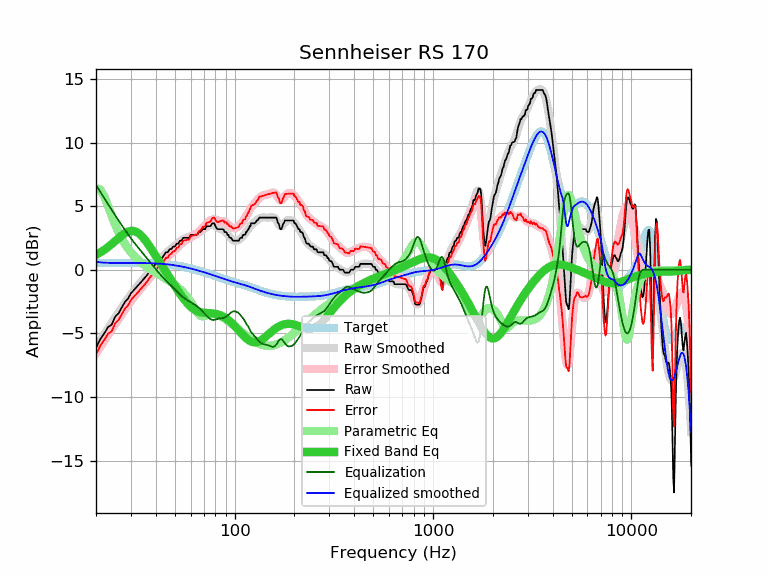 Sennheiser RS 170
Amplitude (dBr)
15
10
5
0
−5
−10
−15
Target
Raw Smoothed
Error Smoothed
Raw
Error
Parametric Eq
Fixed Band Eq
Equalization
Equalized smoothed
100 1000 10000
Frequency (Hz)